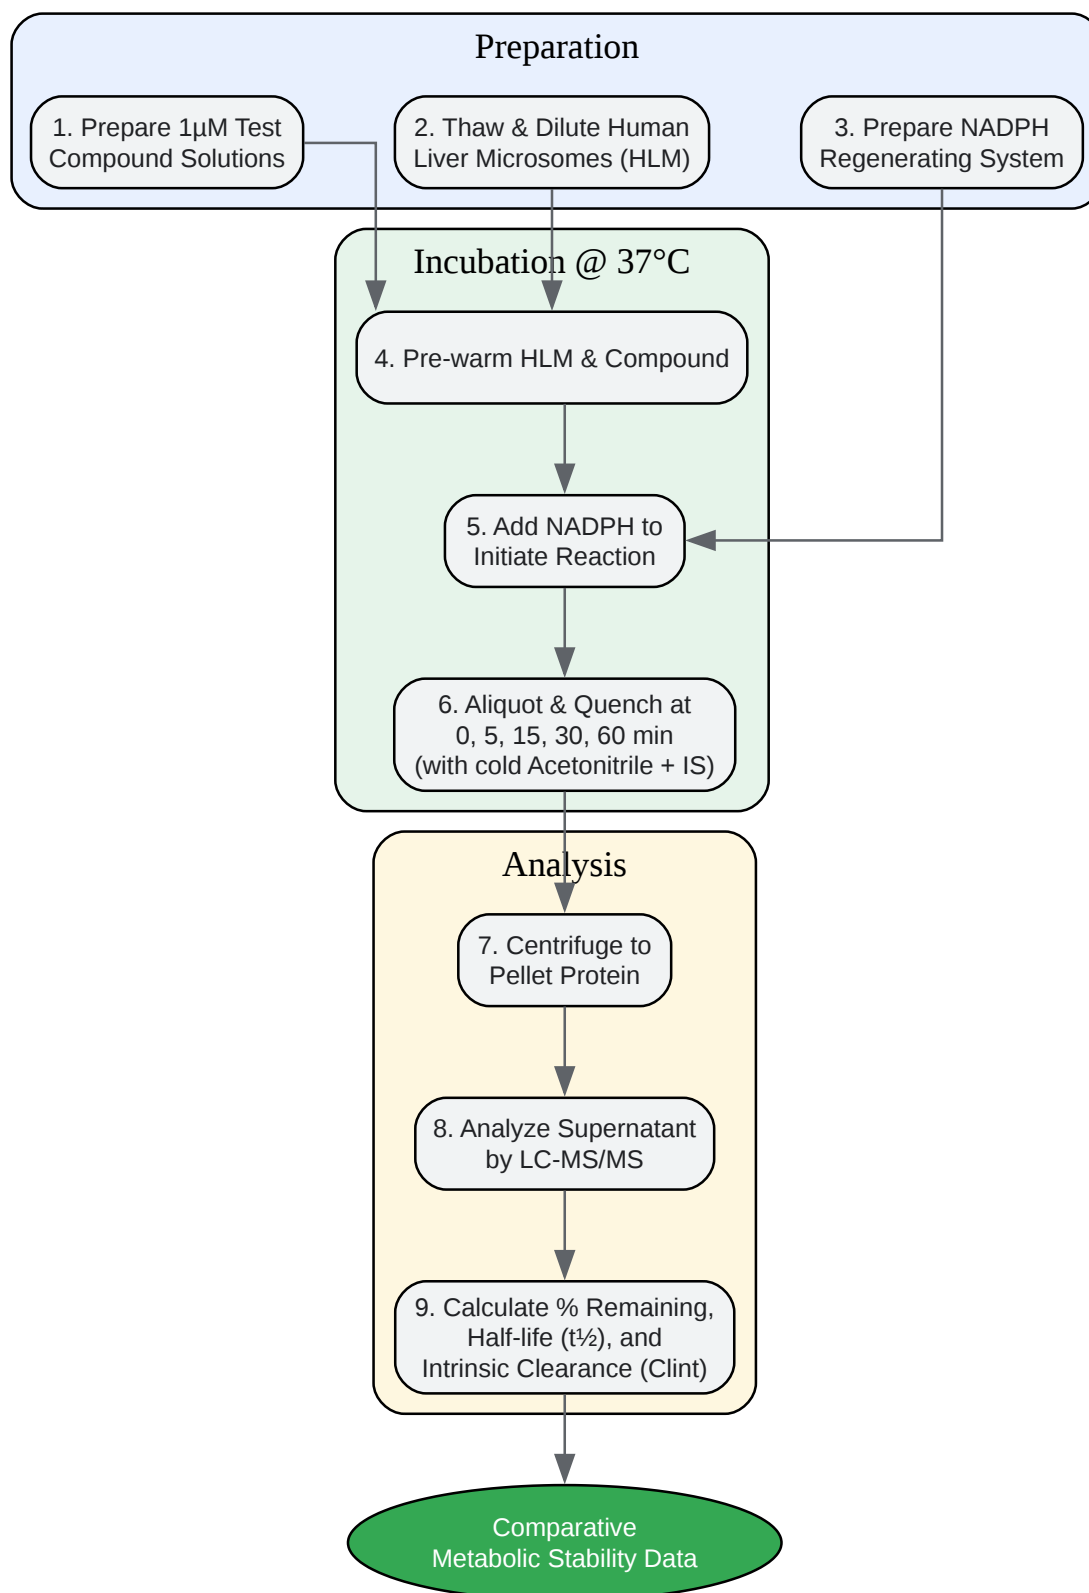 Preparation
1. Prepare 1µM Test
Compound Solutions
2. Thaw & Dilute Human
Liver Microsomes (HLM)
3. Prepare NADPH
Regenerating System
Incubation @ 37°C
4. Pre-warm HLM & Compound
5. Add NADPH to
Initiate Reaction
6. Aliquot & Quench at
0, 5, 15, 30, 60 min
(with cold Acetonitrile + IS)
Analysis
7. Centrifuge to
Pellet Protein
8. Analyze Supernatant
by LC-MS/MS
9. Calculate % Remaining,
Half-life (t½), and
Intrinsic Clearance (Clint)
Comparative
Metabolic Stability Data